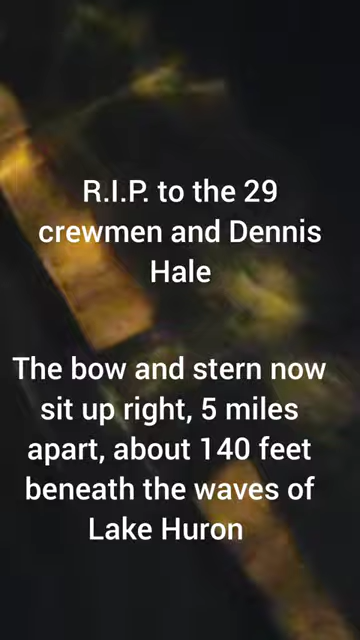 R.I.P. to the 29
crewmen and Dennis
Hale
The bow and stern now
sit up right, 5 miles
apart, about 140 feet
beneath the waves of
Lake Huron